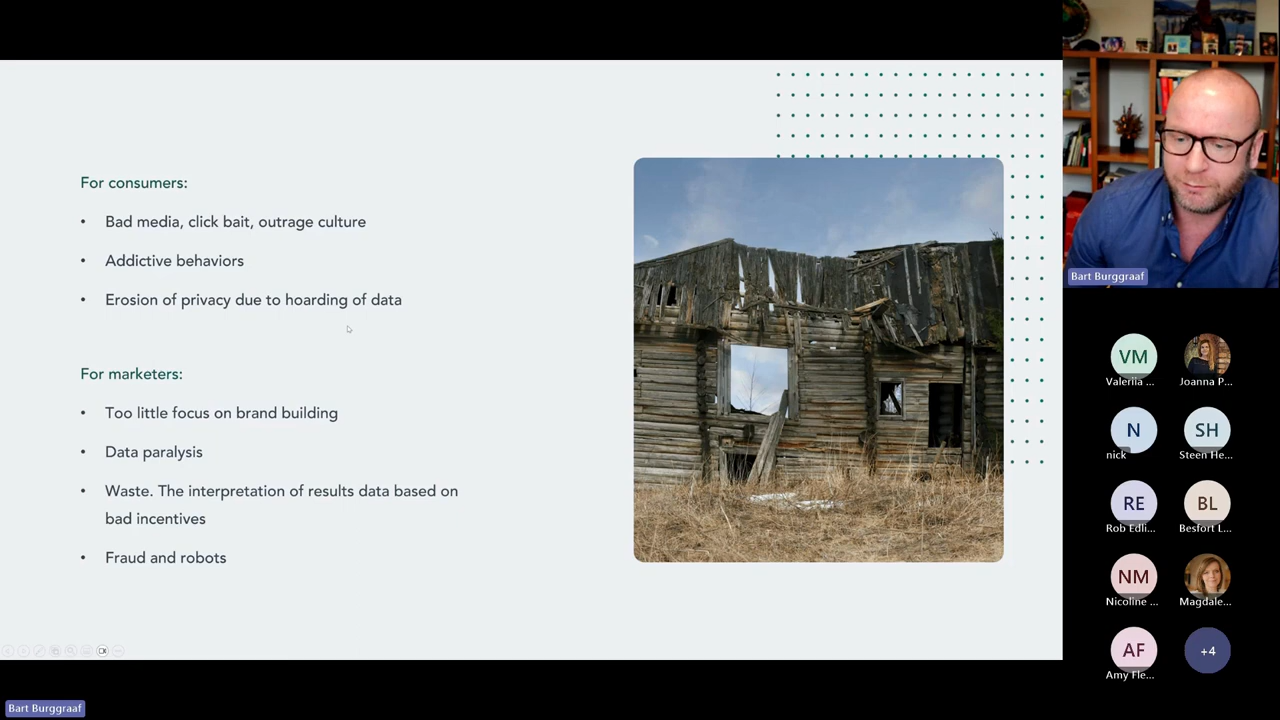 For consumers:
• Bad media, click bait, outrage culture
• Addictive behaviors
• Erosion of privacy due to hoarding of data
For marketers:
• Too little focus on brand building
• Data paralysis
• Waste. The interpretation of results data based on
bad incentives
• Fraud and robots
Bart Burggraaf
VM
Valeriia ...
Joanna P...
N
nick
SH
Steen He...
RE
Rob Edli...
BL
Besfort L...
NM
Nicoline ...
Magdale...
AF
Amy Fle...
+4
Bart Burggraaf